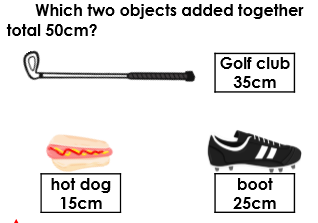 Which two objects added together
total 50cm?
Golf club
35cm
hot dog
15cm
boot
25cm